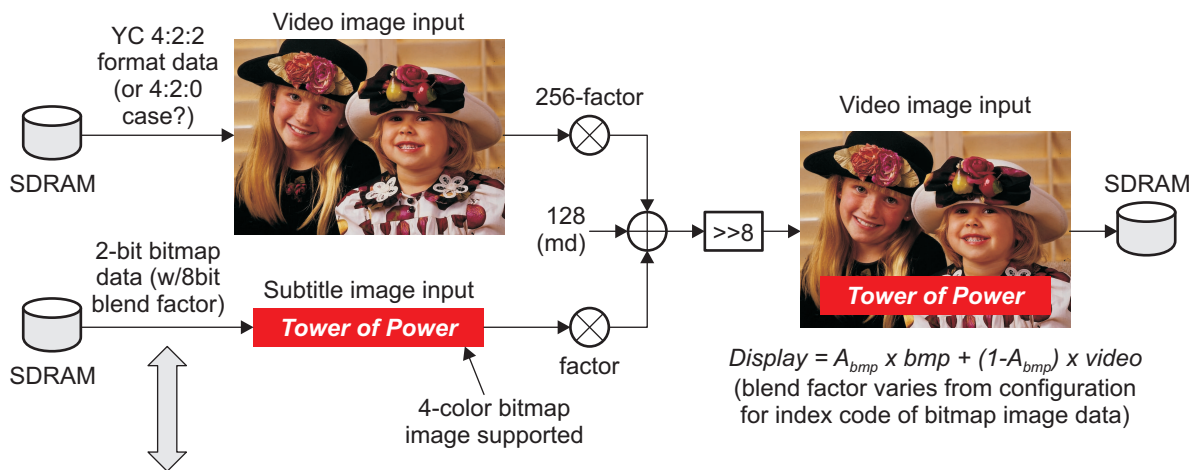 Video image input
YC 4:2:2
format data
(or 4:2:0
case?)
SDRAM
256-factor
128
(md)
>>8
Video image input
SDRAM
2-bit bitmap
data (w/8bit
blend factor)
SDRAM
Subtitle image input
Tower of Power
factor
4-color bitmap
image supported
Tower of Power
Display = A_bmp x bmp + (1-A_bmp) x video
(blend factor varies from configuration
for index code of bitmap image data)